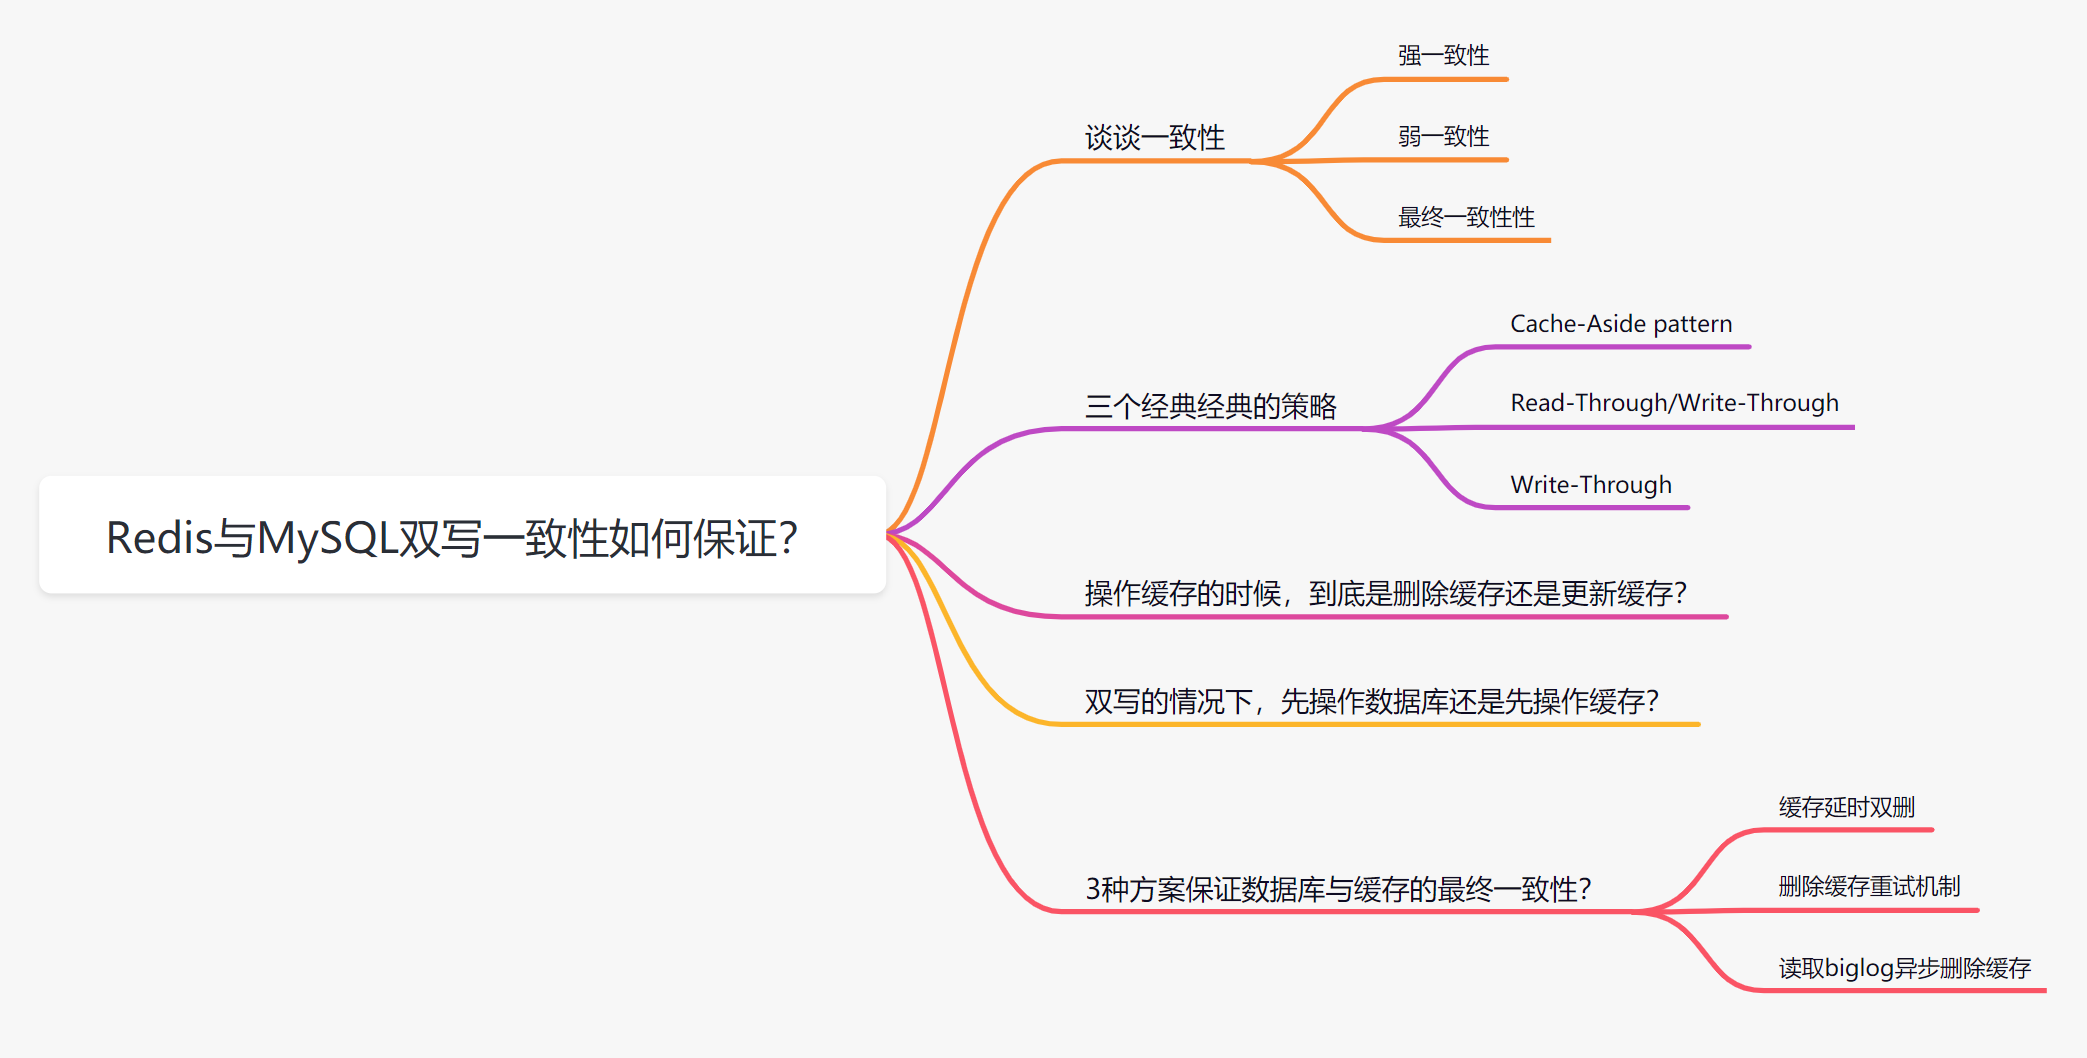 Redis与MySQL双写一致性如何保证？
谈谈一致性
强一致性
弱一致性
最终一致性性
三个经典经典的策略
Cache-Aside pattern
Read-Through/Write-Through
Write-Through
操作缓存的时候，到底是删除缓存还是更新缓存？
双写的情况下，先操作数据库还是先操作缓存？
3种方案保证数据库与缓存的最终一致性？
缓存延时双删
删除缓存重试机制
读取biglog异步删除缓存